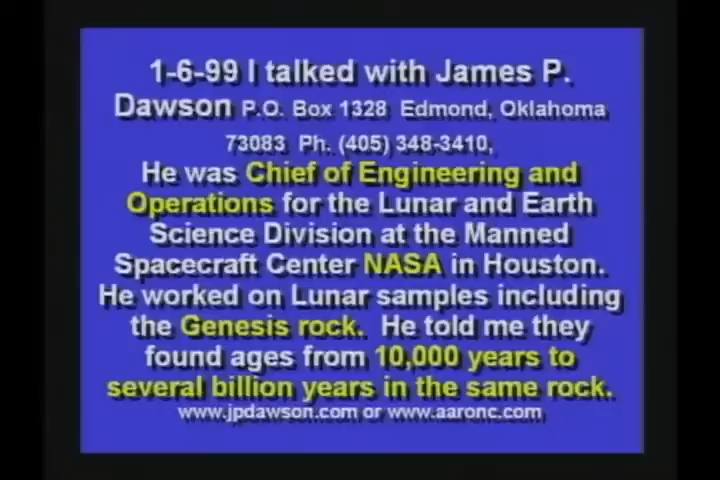 1-6-99 I talked with James P.
Dawson P.O. Box 1328 Edmond, Oklahoma
73083 Ph. (405) 348-3410,
He was Chief of Engineering and
Operations for the Lunar and Earth
Science Division at the Manned
Spacecraft Center NASA in Houston.
He worked on Lunar samples including
the Genesis rock. He told me they
found ages from 10,000 years to
several billion years in the same rock.
www.jpdawson.com or www.aaronc.com